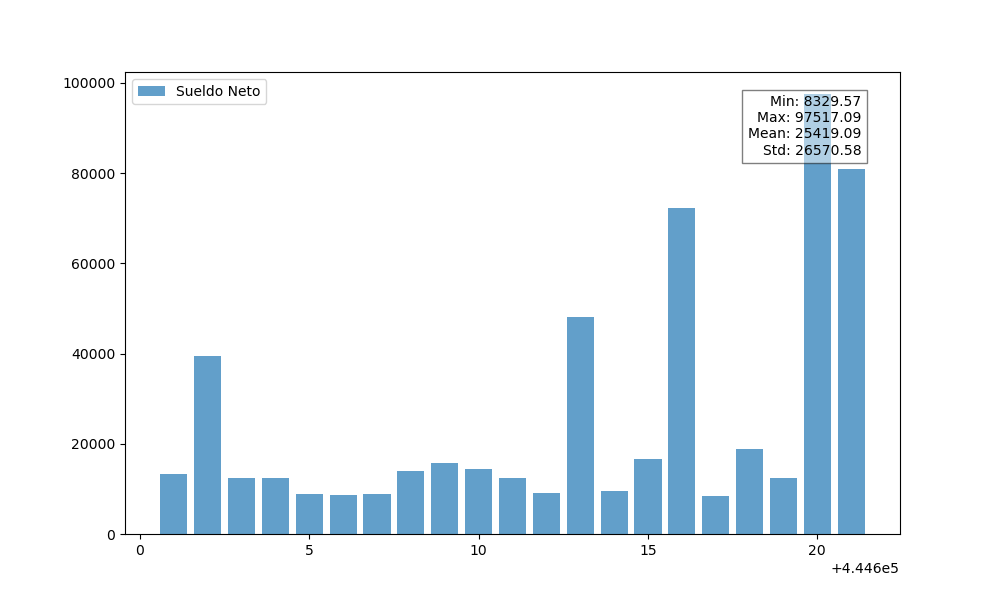 Sueldo Neto
Min: 8329.57
Max: 97517.09
Mean: 25419.09
Std: 26570.58
100000
80000
60000
40000
20000
0
0 5 10 15 20
+4.446e5